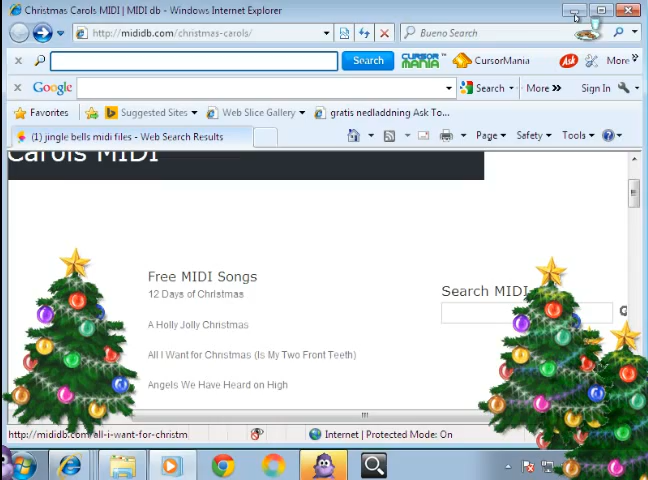 Christmas Carols MIDI | MIDI db - Windows Internet Explorer
http://mididb.com/christmas-carols/
Bueno Search
Search CURSOR MANIA CursorMania Ask More
Google Search More Sign In
Favorites Suggested Sites Web Slice Gallery gratis nedladdning Ask To...
(1) jingle bells midi files - Web Search Results Page Safety Tools
Carols MIDI
Free MIDI Songs
12 Days of Christmas
A Holly Jolly Christmas
All I Want for Christmas (Is My Two Front Teeth)
Angels We Have Heard on High
Search MIDI
http://mididb.com/all-i-want-for-christm Internet | Protected Mode: On